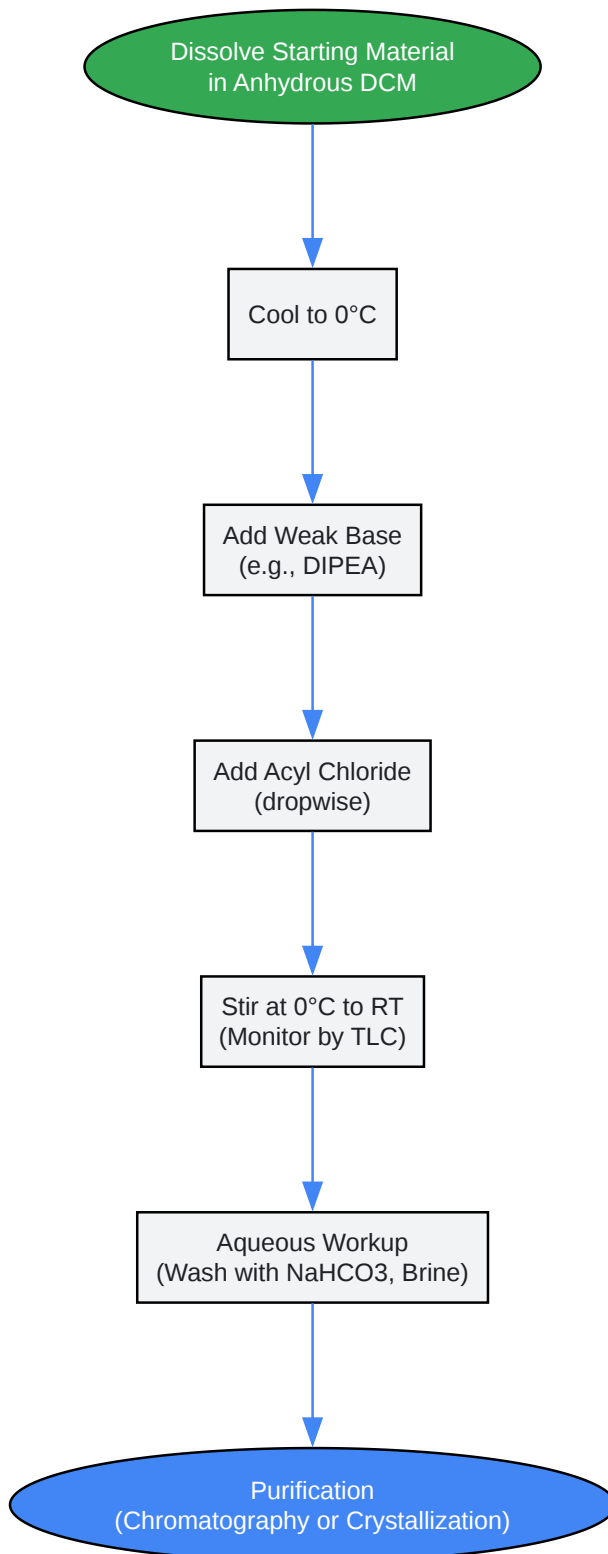 Dissolve Starting Material
in Anhydrous DCM
Cool to 0°C
Add Weak Base
(e.g., DIPEA)
Add Acyl Chloride
(dropwise)
Stir at 0°C to RT
(Monitor by TLC)
Aqueous Workup
(Wash with NaHCO3, Brine)
Purification
(Chromatography or Crystallization)